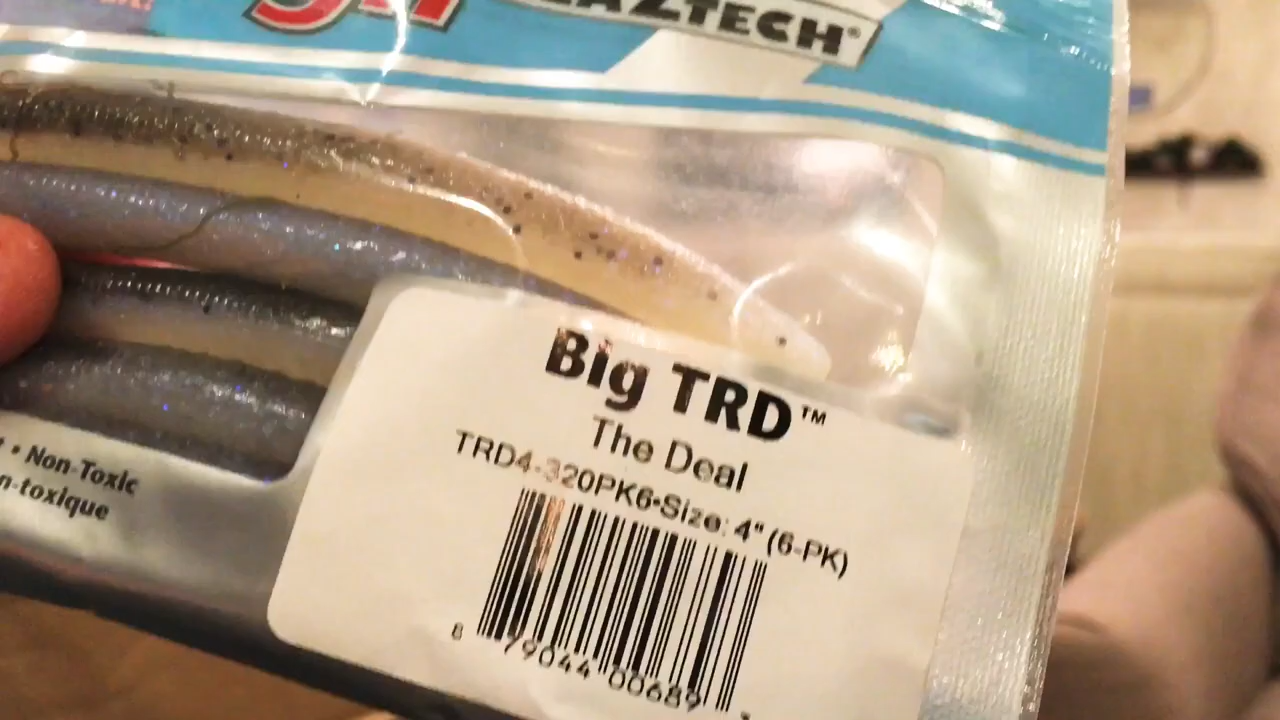 ELAZTECH®
Big TRD™
The Deal
TRD4-320PK6•Size: 4" (6-PK)
8 79044 00689
• Non-Toxic
n-toxique